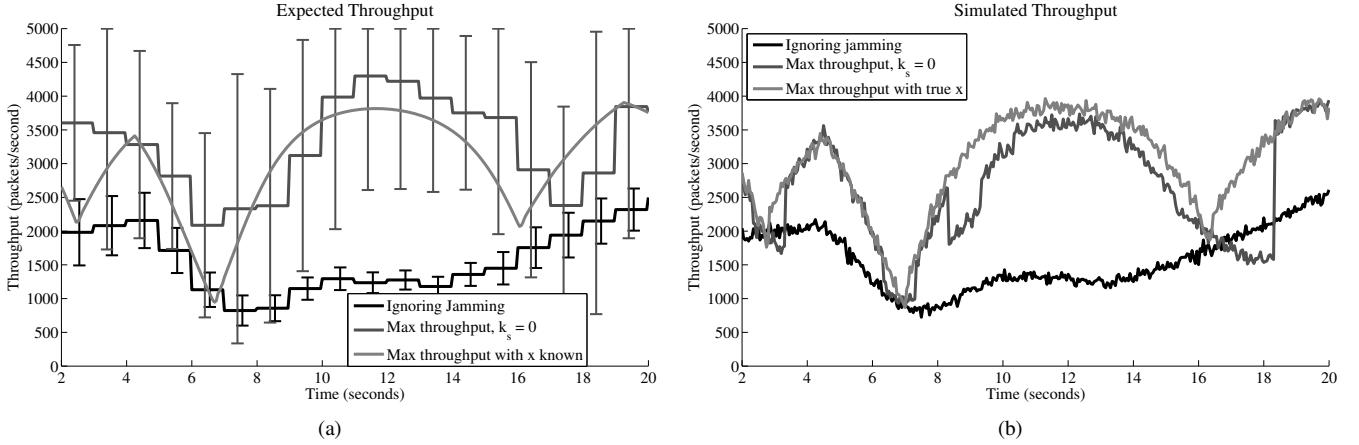 Expected Throughput
5000
4500
4000
3500
3000
2500
2000
1500
1000
500
0
Throughput (packets/second)
Ignoring Jamming
Max throughput, ks = 0
Max throughput with x known
2 4 6 8 10 12 14 16 18 20
Time (seconds)
(a)
Simulated Throughput
5000
4500
4000
3500
3000
2500
2000
1500
1000
500
0
Throughput (packets/second)
Ignoring jamming
Max throughput, ks = 0
Max throughput with true x
2 4 6 8 10 12 14 16 18 20
Time (seconds)
(b)